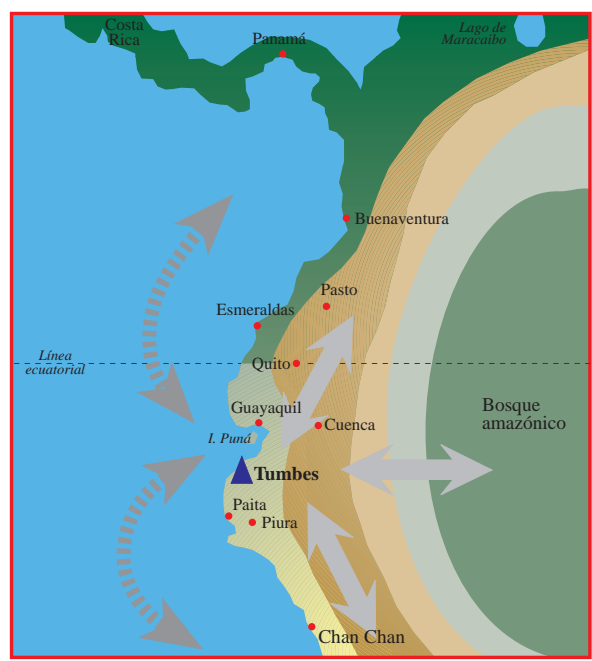 Costa
Rica
Panamá
Lago de
Maracaibo
Buenaventura
Pasto
Esmeraldas
Línea
ecuatorial
Quito
Guayaquil
Cuenca
Bosque
amazónico
I. Puná
Tumbes
Paita
Piura
Chan Chan